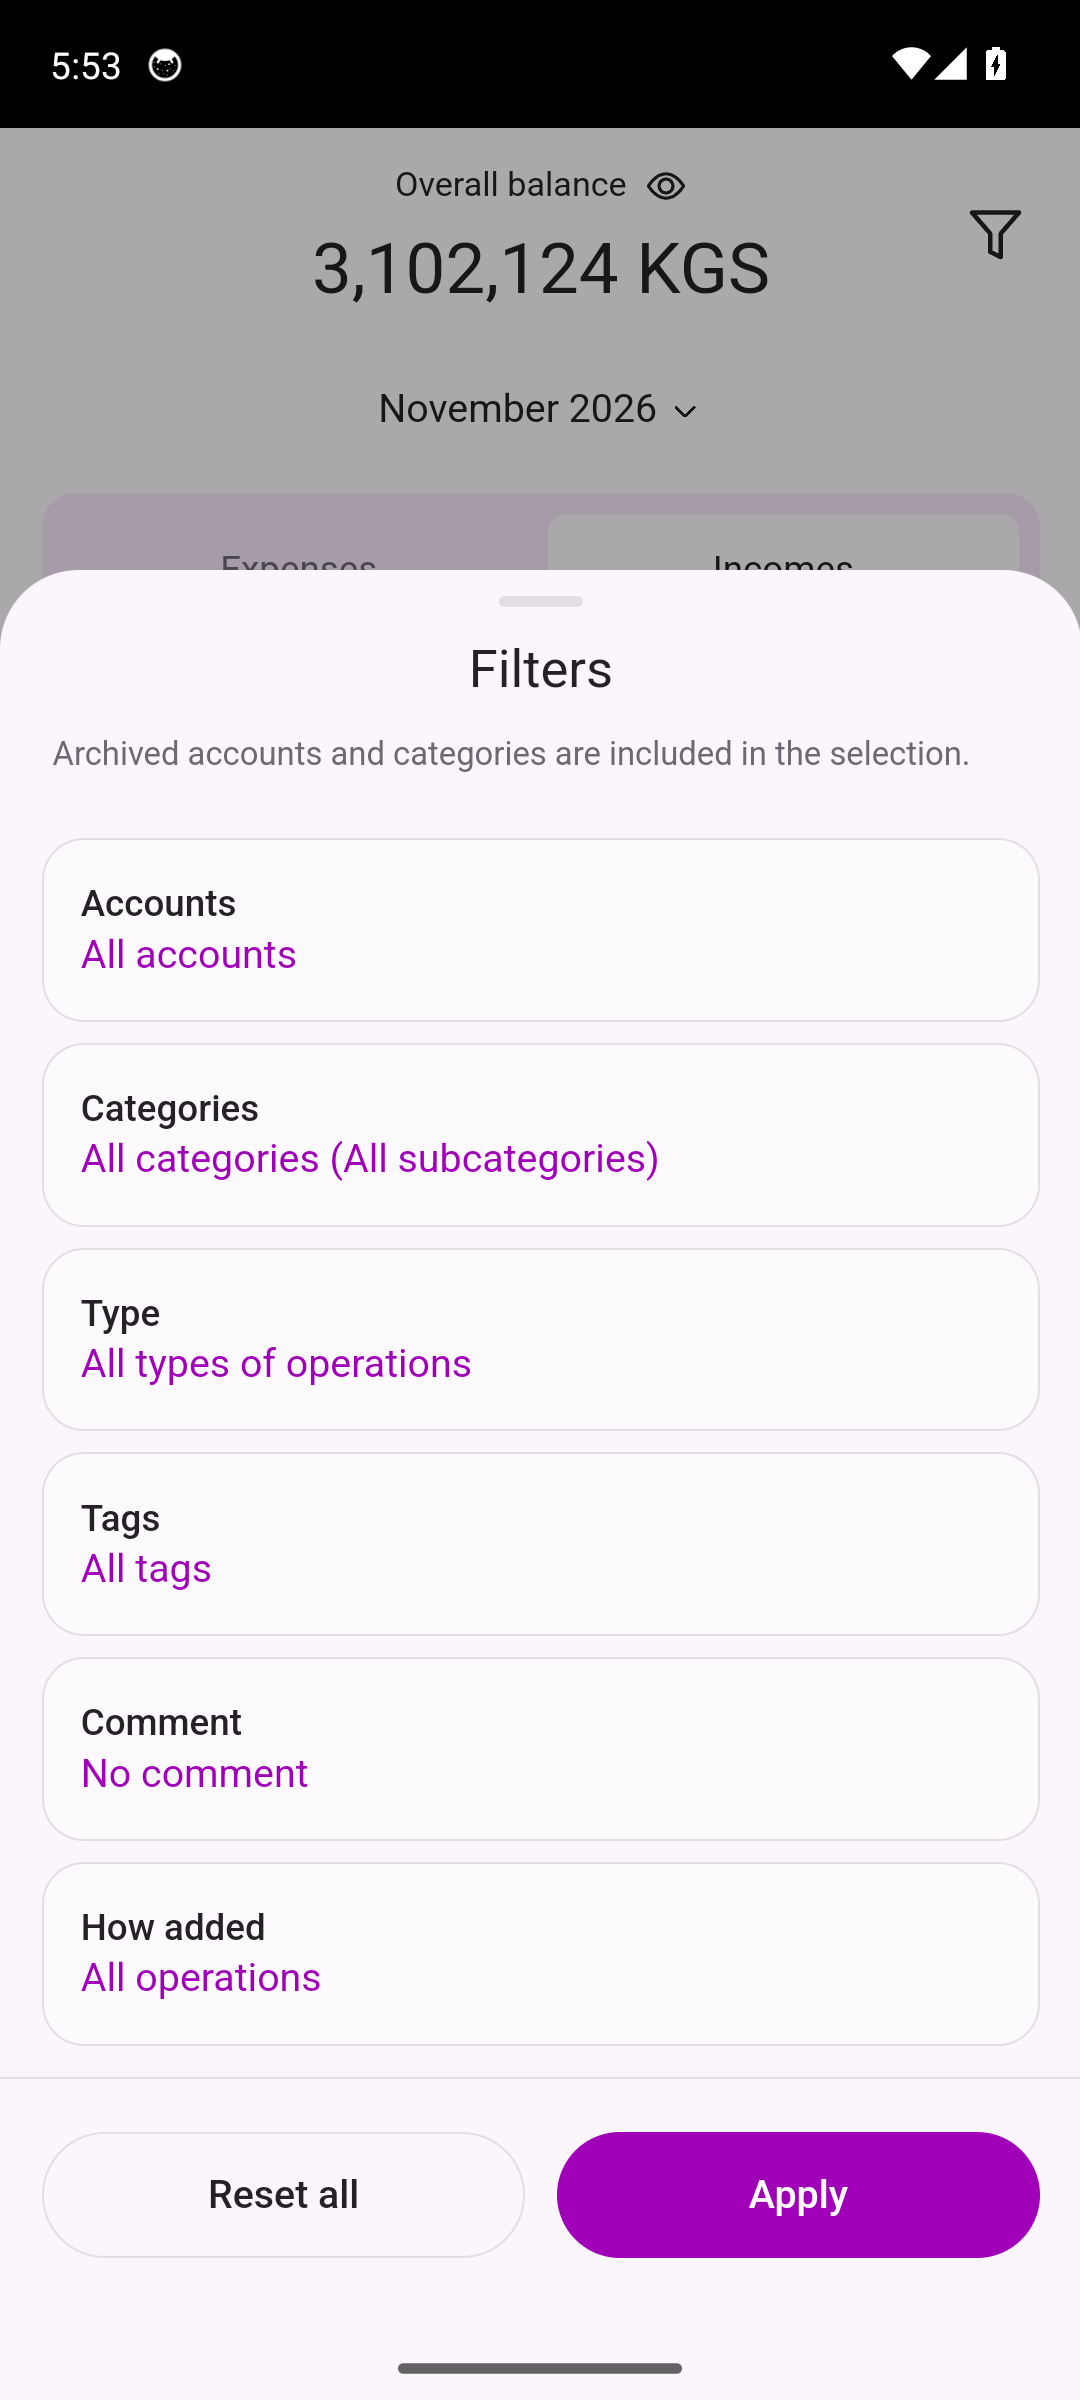 5:53
Overall balance
3,102,124 KGS
November 2026
Expenses
Incomes
Filters
Archived accounts and categories are included in the selection.
Accounts
All accounts
Categories
All categories (All subcategories)
Type
All types of operations
Tags
All tags
Comment
No comment
How added
All operations
Reset all
Apply